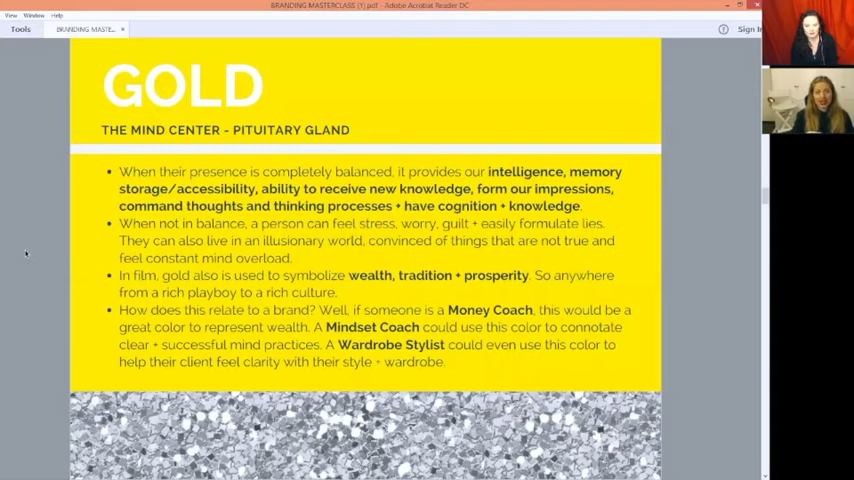 BRANDING MASTERCLASS (Y).pdf - Adobe Acrobat Reader DC
View Window Help
Tools BRANDING MASTE... × ? Sign In
GOLD
THE MIND CENTER - PITUITARY GLAND
• When their presence is completely balanced, it provides our intelligence, memory
storage/accessibility, ability to receive new knowledge, form our impressions,
command thoughts and thinking processes + have cognition + knowledge.
• When not in balance, a person can feel stress, worry, guilt + easily formulate lies.
They can also live in an illusionary world, convinced of things that are not true and
feel constant mind overload.
• In film, gold also is used to symbolize wealth, tradition + prosperity. So anywhere
from a rich playboy to a rich culture.
• How does this relate to a brand? Well, if someone is a Money Coach, this would be a
great color to represent wealth. A Mindset Coach could use this color to connotate
clear + successful mind practices. A Wardrobe Stylist could even use this color to
help their client feel clarity with their style + wardrobe.